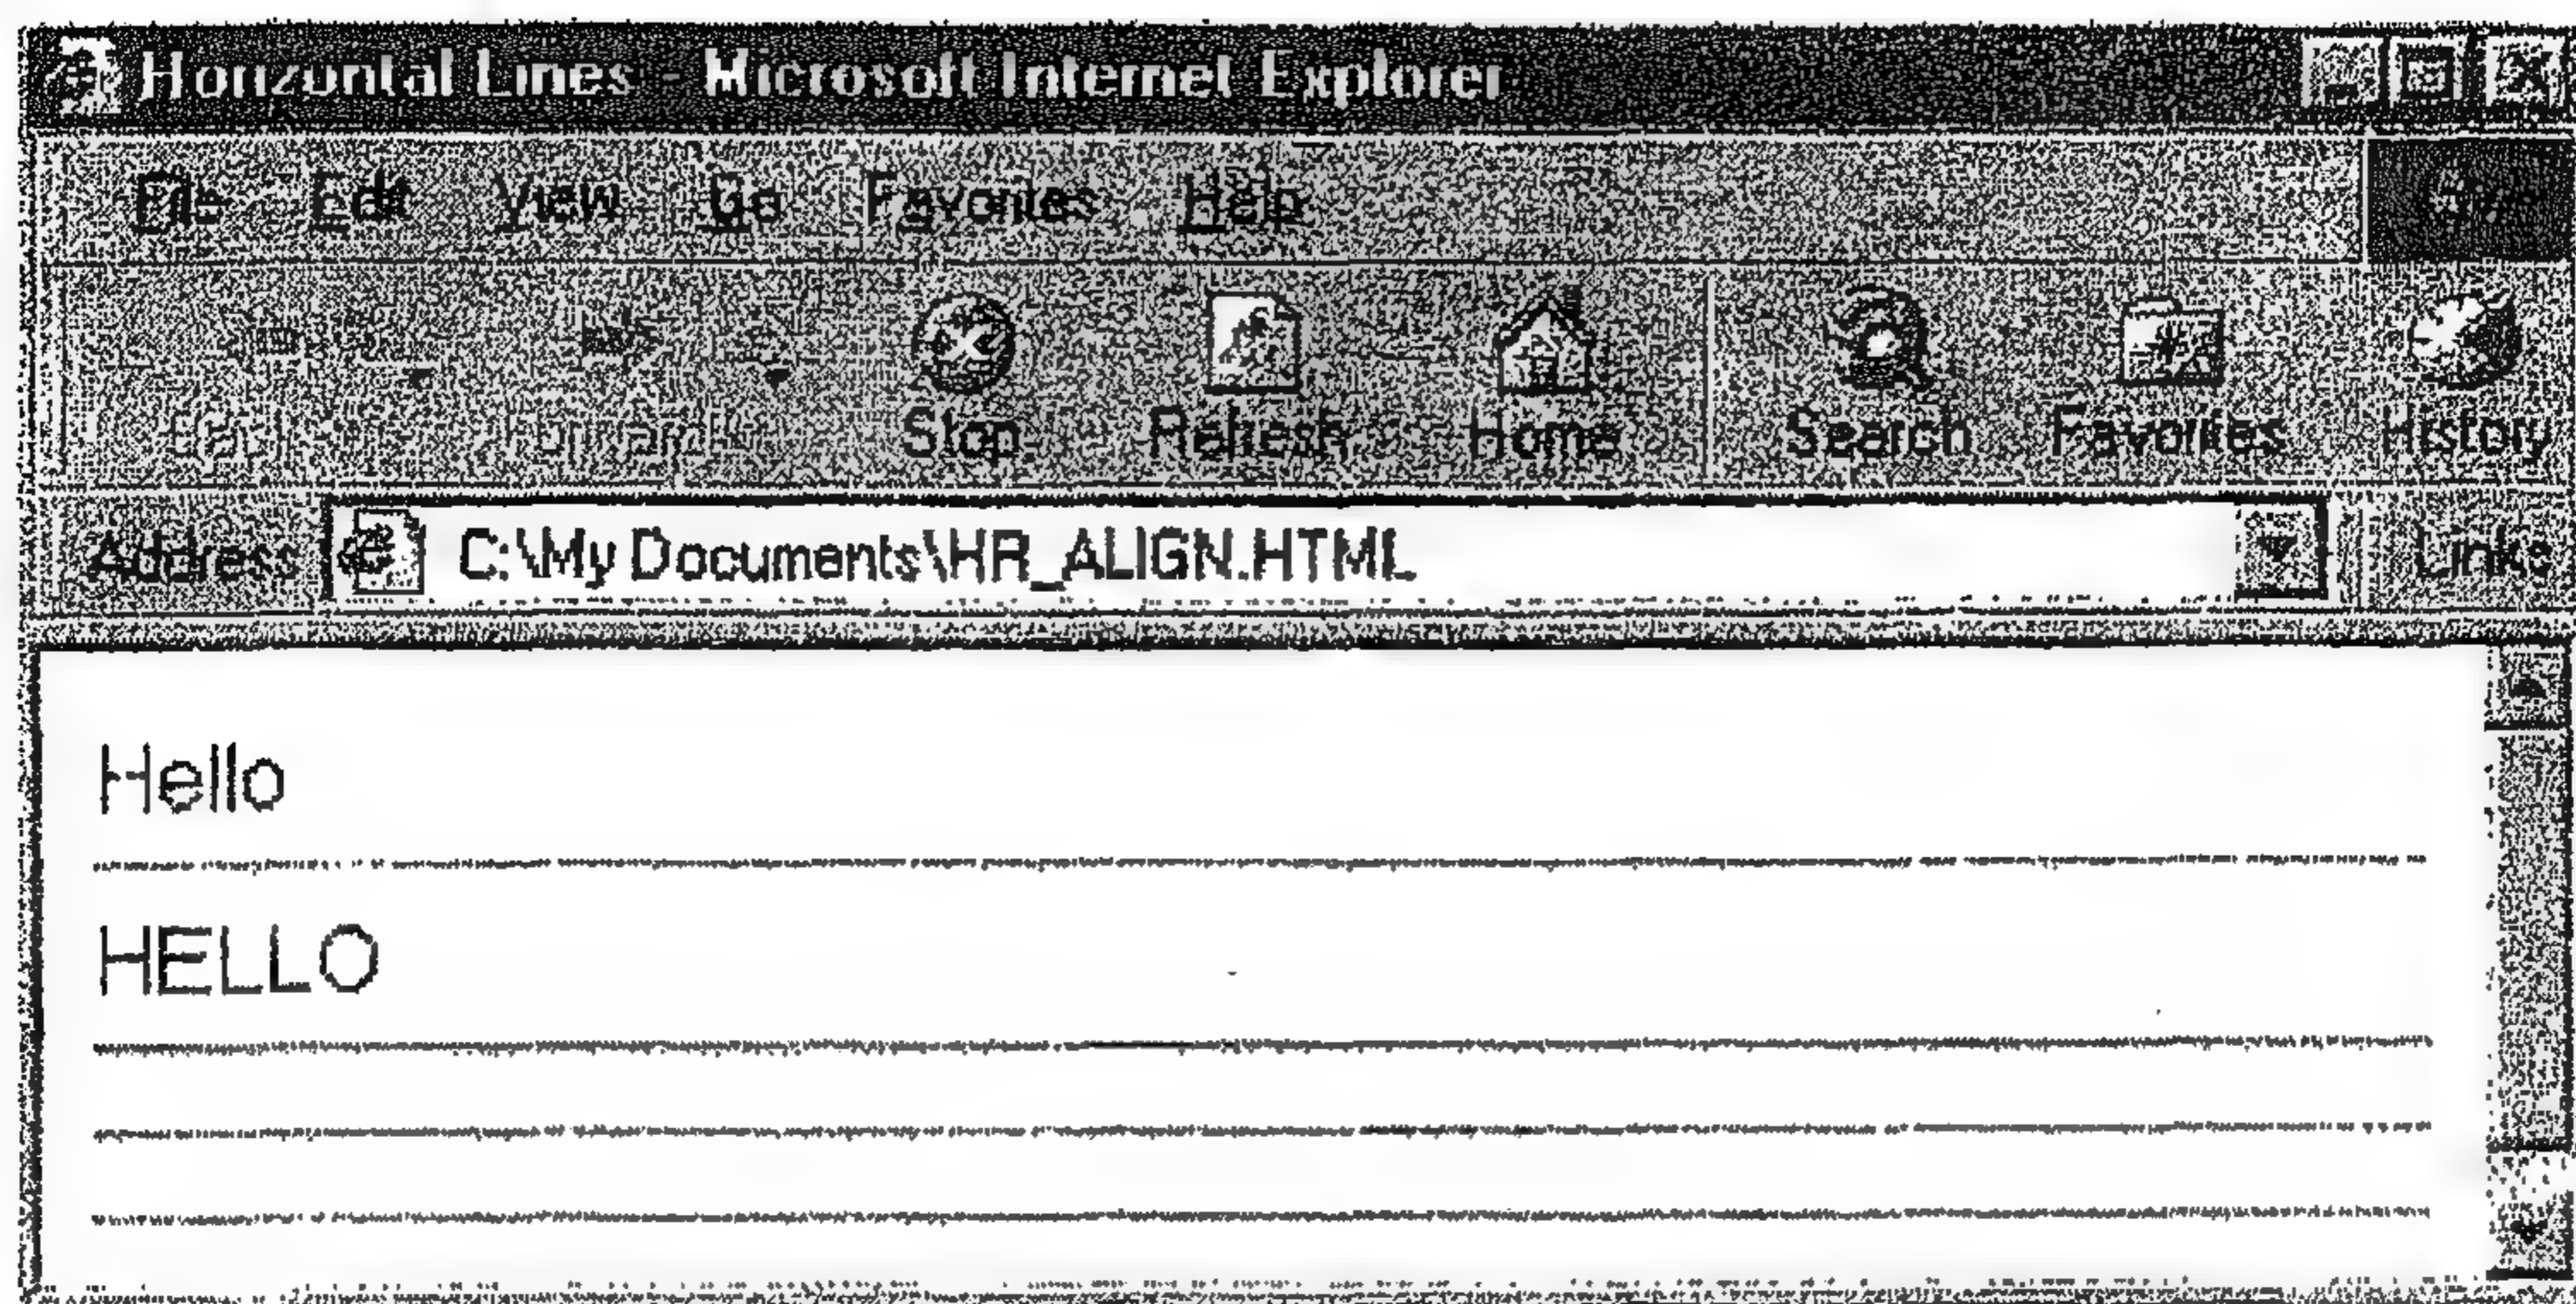 Horizontal Lines - Microsoft Internet Explorer
File Edit View Go Favorites Help
Forward Stop Refresh Home Search Favorites History
Address C:\My Documents\HR_ALIGN.HTML Links
Hello
HELLO